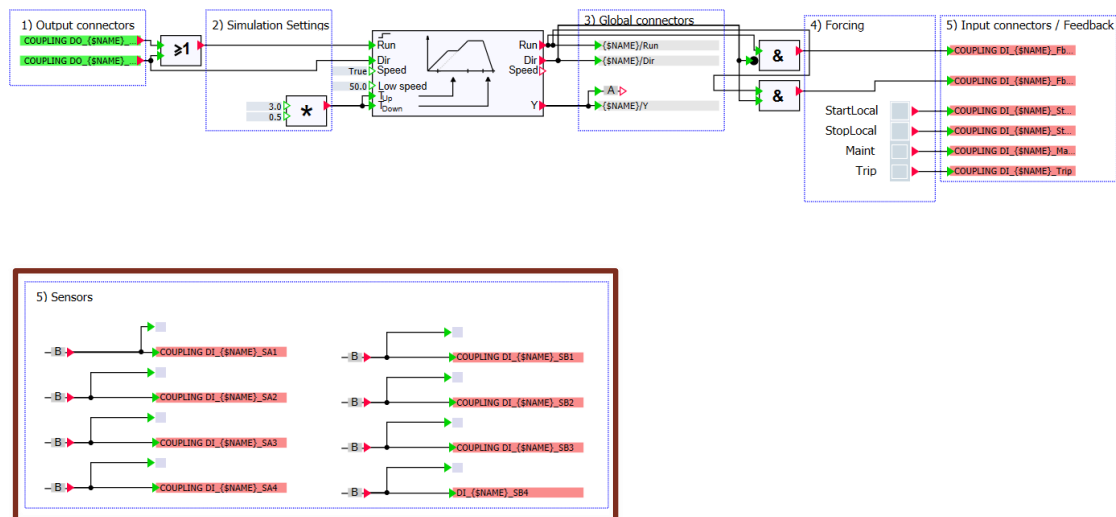 1) Output connectors
COUPLING DO_{$NAME}_...
COUPLING DO_{$NAME}_...
≥1
2) Simulation Settings
True
50.0
3.0
0.5
*
Run
Dir
Speed
Low speed
TUp
TDown
Run
Dir
Speed
Y
3) Global connectors
{$NAME}/Run
{$NAME}/Dir
A
{$NAME}/Y
&
&
4) Forcing
StartLocal
StopLocal
Maint
Trip
5) Input connectors / Feedback
COUPLING DI_{$NAME}_Fb...
COUPLING DI_{$NAME}_Fb...
COUPLING DI_{$NAME}_St...
COUPLING DI_{$NAME}_St...
COUPLING DI_{$NAME}_Ma...
COUPLING DI_{$NAME}_Trip
5) Sensors
B
COUPLING DI_{$NAME}_SA1
B
COUPLING DI_{$NAME}_SA2
B
COUPLING DI_{$NAME}_SA3
B
COUPLING DI_{$NAME}_SA4
B
COUPLING DI_{$NAME}_SB1
B
COUPLING DI_{$NAME}_SB2
B
COUPLING DI_{$NAME}_SB3
B
DI_{$NAME}_SB4